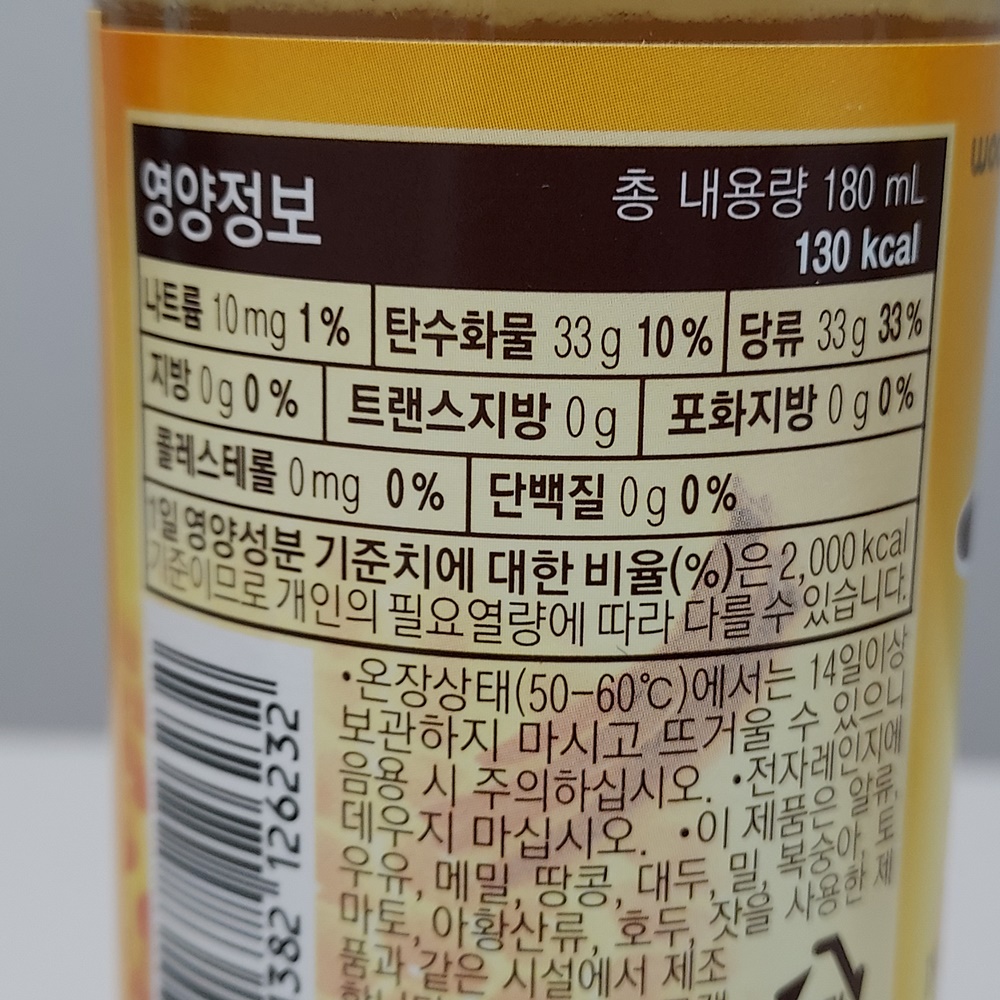 영양정보
총 내용량 180 mL
130 kcal
나트륨 10mg 1% 탄수화물 33g 10% 당류 33g 33%
지방 0g 0% 트랜스지방 0g 포화지방 0g 0%
콜레스테롤 0mg 0% 단백질 0g 0%
1일 영양성분 기준치에 대한 비율(%)은 2,000kcal
기준이므로 개인의 필요열량에 따라 다를 수 있습니다.
•온장상태(50-60℃)에서는 14일이상
보관하지 마시고 뜨거울 수 있으니
음용 시 주의하십시오. •전자레인지에
데우지 마십시오. •이 제품은 알류,
우유, 메밀, 땅콩, 대두, 밀, 복숭아, 토
마토, 아황산류, 호두, 잣을 사용한 제
품과 같은 시설에서 제조
382 126232